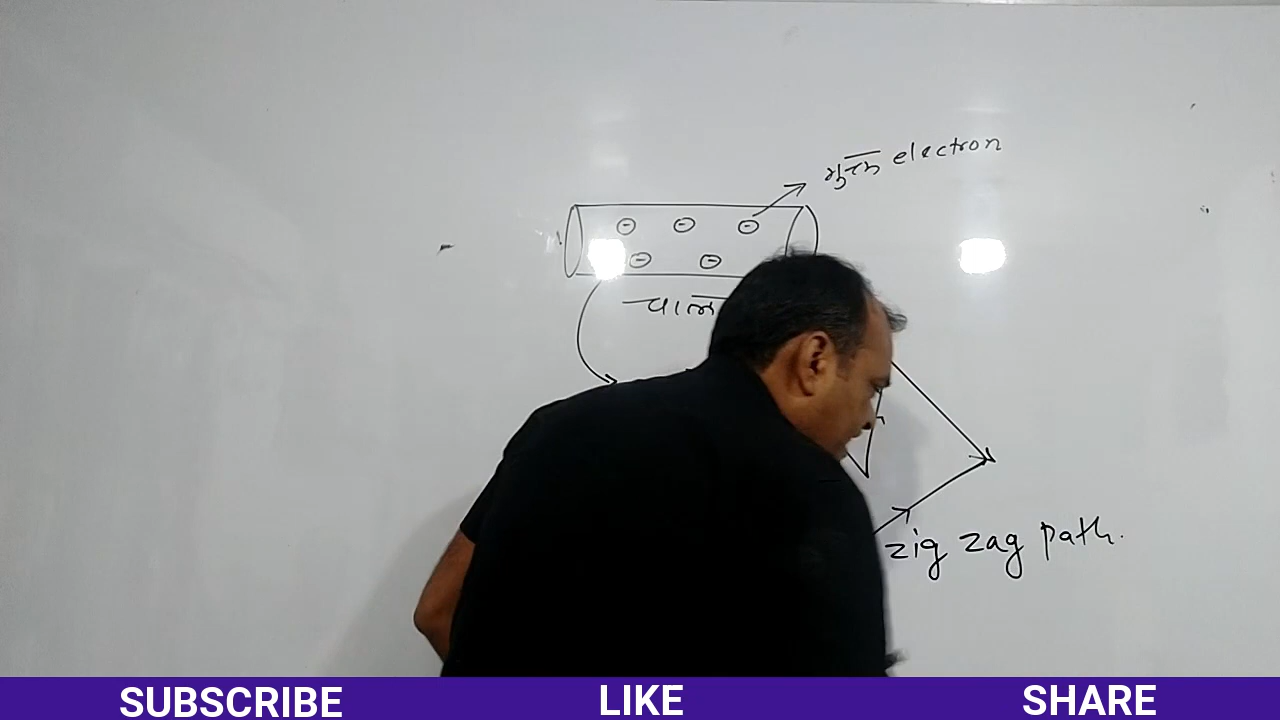 मुक्त electron
zig zag path.
SUBSCRIBE LIKE SHARE